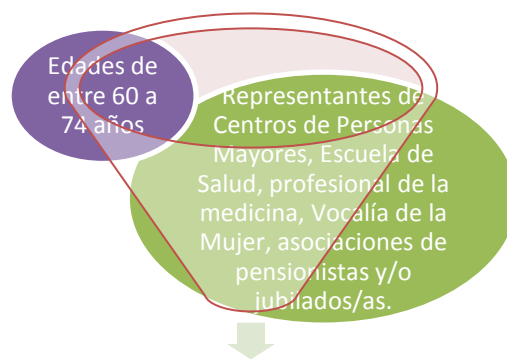 Edades de
entre 60 a
74 años
Representantes de
Centros de Personas
Mayores, Escuela de
Salud, profesional de la
medicina, Vocalía de la
Mujer, asociaciones de
pensionistas y/o
jubilados/as.